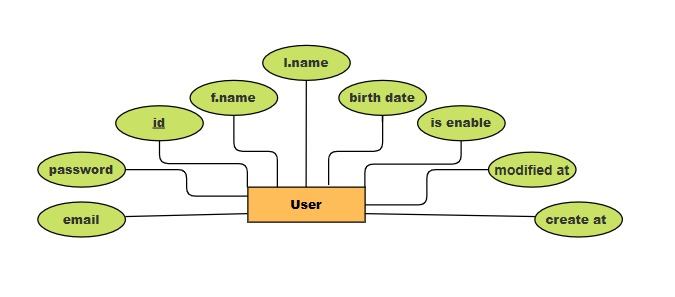 l.name
f.name
birth date
id
is enable
password
modified at
User
email
create at